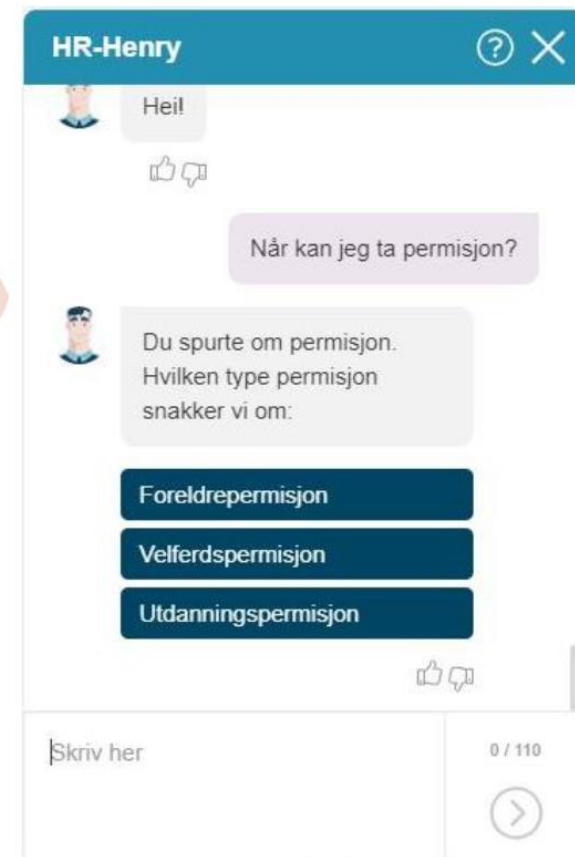 HR-Henry
Hei!
Når kan jeg ta permisjon?
Du spurte om permisjon.
Hvilken type permisjon
snakker vi om:
Foreldrepermisjon
Velferdspermisjon
Utdanningspermisjon
Skriv her
0 / 110